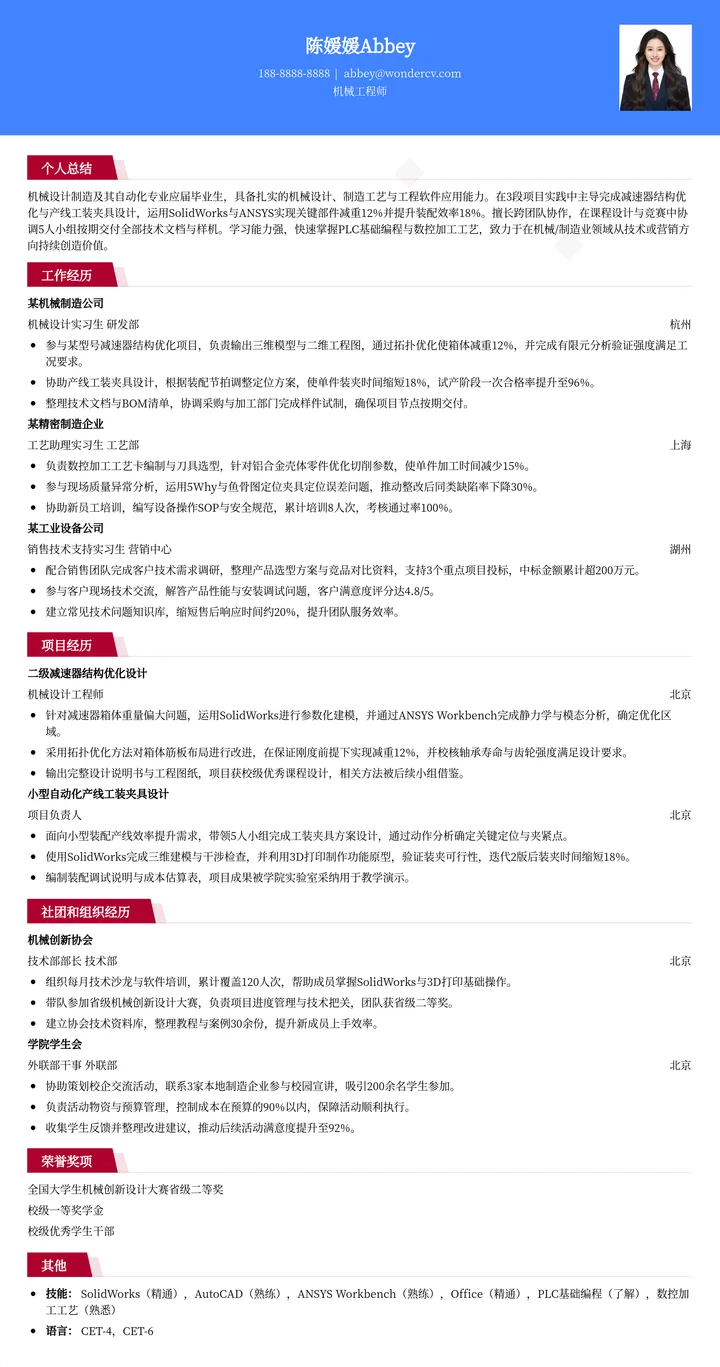 陈媛媛Abbey
188-8888-8888 | abbey@wondercv.com
机械工程师
个人总结
机械设计制造及其自动化专业应届毕业生，具备扎实的机械设计、制造工艺与工程软件应用能力。在3段项目实践中主导完成减速器结构优
化与产线工装夹具设计，运用SolidWorks与ANSYS实现关键部件减重12%并提升装配效率18%。擅长跨团队协作，在课程设计与竞赛中协
调5人小组按期交付全部技术文档与样机。学习能力强，快速掌握PLC基础编程与数控加工工艺，致力于在机械/制造业领域从技术或营销方
向持续创造价值。
工作经历
某机械制造公司
机械设计实习生 研发部 杭州
• 参与某型号减速器结构优化项目，负责输出三维模型与二维工程图，通过拓扑优化使箱体减重12%，并完成有限元分析验证强度满足工
况要求。
• 协助产线工装夹具设计，根据装配节拍调整定位方案，使单件装夹时间缩短18%，试产阶段一次合格率提升至96%。
• 整理技术文档与BOM清单，协调采购与加工部门完成样件试制，确保项目节点按期交付。
某精密制造企业
工艺助理实习生 工艺部 上海
• 负责数控加工工艺卡编制与刀具选型，针对铝合金壳体零件优化切削参数，使单件加工时间减少15%。
• 参与现场质量异常分析，运用5Why与鱼骨图定位夹具定位误差问题，推动整改后同类缺陷率下降30%。
• 协助新员工培训，编写设备操作SOP与安全规范，累计培训8人次，考核通过率100%。
某工业设备公司
销售技术支持实习生 营销中心 湖州
• 配合销售团队完成客户技术需求调研，整理产品选型方案与竞品对比资料，支持3个重点项目投标，中标金额累计超200万元。
• 参与客户现场技术交流，解答产品性能与安装调试问题，客户满意度评分达4.8/5。
• 建立常见技术问题知识库，缩短售后响应时间约20%，提升团队服务效率。
项目经历
二级减速器结构优化设计
机械设计工程师 北京
• 针对减速器箱体重量偏大问题，运用SolidWorks进行参数化建模，并通过ANSYS Workbench完成静力学与模态分析，确定优化区
域。
• 采用拓扑优化方法对箱体筋板布局进行改进，在保证刚度前提下实现减重12%，并校核轴承寿命与齿轮强度满足设计要求。
• 输出完整设计说明书与工程图纸，项目获校级优秀课程设计，相关方法被后续小组借鉴。
小型自动化产线工装夹具设计
项目负责人 北京
• 面向小型装配产线效率提升需求，带领5人小组完成工装夹具方案设计，通过动作分析确定关键定位与夹紧点。
• 使用SolidWorks完成三维建模与干涉检查，并利用3D打印制作功能原型，验证装夹可行性，迭代2版后装夹时间缩短18%。
• 编制装配调试说明与成本估算表，项目成果被学院实验室采纳用于教学演示。
社团和组织经历
机械创新协会
技术部部长 技术部 北京
• 组织每月技术沙龙与软件培训，累计覆盖120人次，帮助成员掌握SolidWorks与3D打印基础操作。
• 带队参加省级机械创新设计大赛，负责项目进度管理与技术把关，团队获省级二等奖。
• 建立协会技术资料库，整理教程与案例30余份，提升新成员上手效率。
学院学生会
外联部干事 外联部 北京
• 协助策划校企交流活动，联系3家本地制造企业参与校园宣讲，吸引200余名学生参加。
• 负责活动物资与预算管理，控制成本在预算的90%以内，保障活动顺利执行。
• 收集学生反馈并整理改进建议，推动后续活动满意度提升至92%。
荣誉奖项
全国大学生机械创新设计大赛省级二等奖
校级一等奖学金
校级优秀学生干部
其他
• 技能： SolidWorks（精通）, AutoCAD（熟练）, ANSYS Workbench（熟练）, Office（精通）, PLC基础编程（了解）, 数控加
工工艺（熟悉）
• 语言： CET-4，CET-6